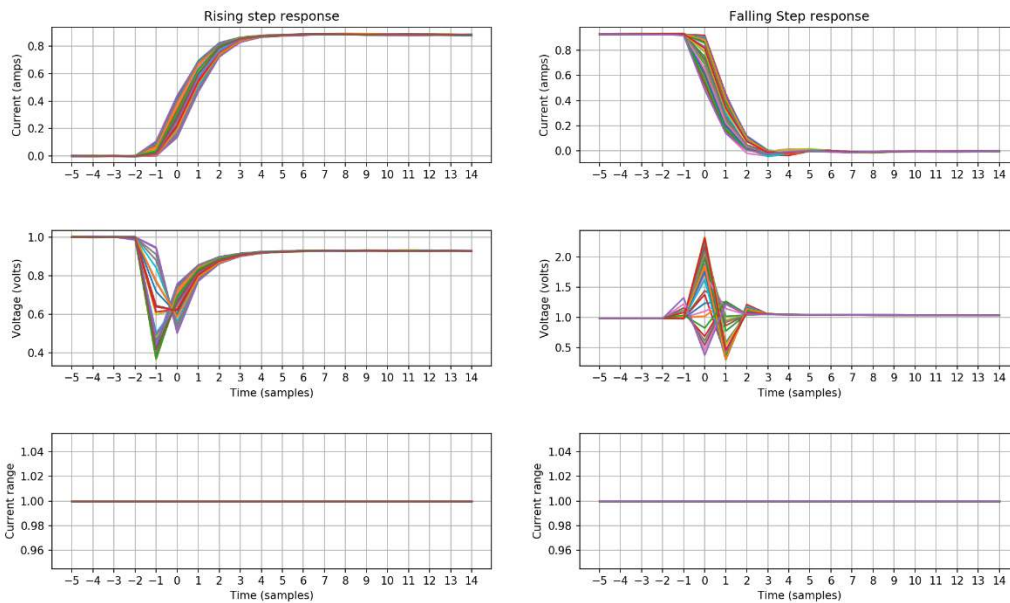 Rising step response
Current (amps)
0.8
0.6
0.4
0.2
0.0
−5 −4 −3 −2 −1 0 1 2 3 4 5 6 7 8 9 10 11 12 13 14
Falling Step response
Current (amps)
0.8
0.6
0.4
0.2
0.0
−5 −4 −3 −2 −1 0 1 2 3 4 5 6 7 8 9 10 11 12 13 14
Voltage (volts)
1.0
0.8
0.6
0.4
−5 −4 −3 −2 −1 0 1 2 3 4 5 6 7 8 9 10 11 12 13 14
Time (samples)
Voltage (volts)
2.0
1.5
1.0
0.5
−5 −4 −3 −2 −1 0 1 2 3 4 5 6 7 8 9 10 11 12 13 14
Time (samples)
Current range
1.04
1.02
1.00
0.98
0.96
−5 −4 −3 −2 −1 0 1 2 3 4 5 6 7 8 9 10 11 12 13 14
Time (samples)
Current range
1.04
1.02
1.00
0.98
0.96
−5 −4 −3 −2 −1 0 1 2 3 4 5 6 7 8 9 10 11 12 13 14
Time (samples)